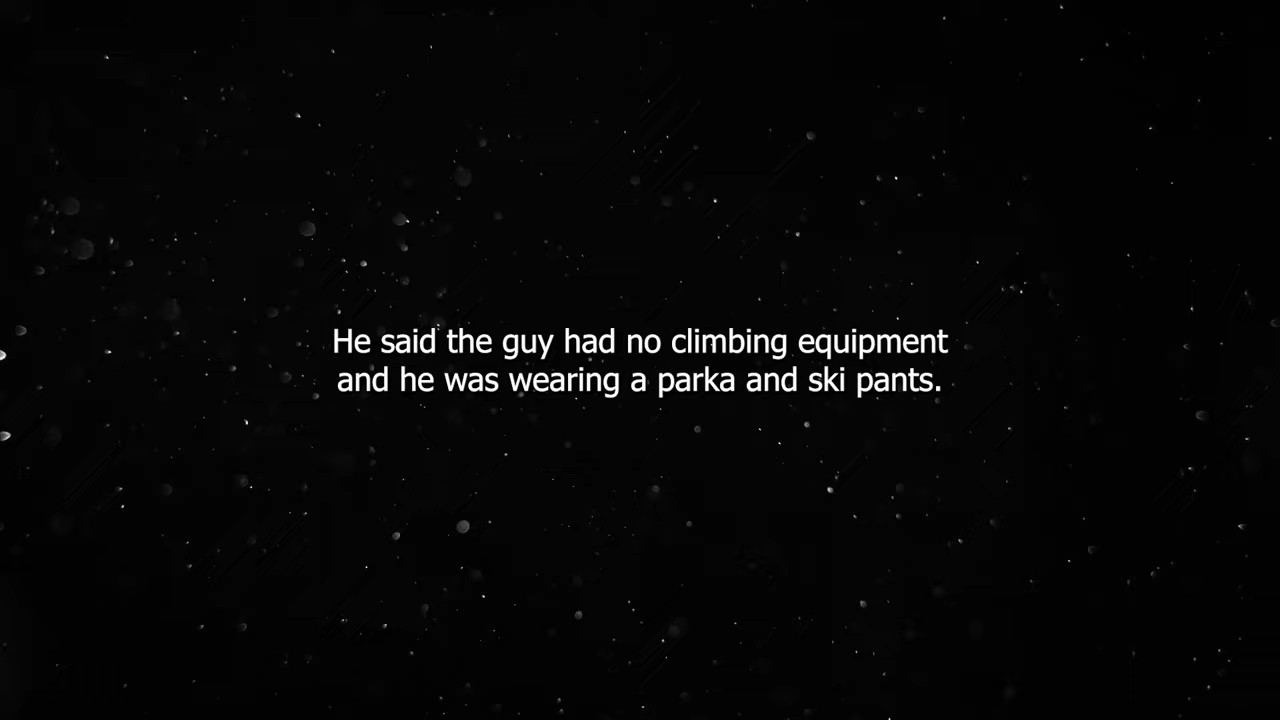 He said the guy had no climbing equipment
and he was wearing a parka and ski pants.